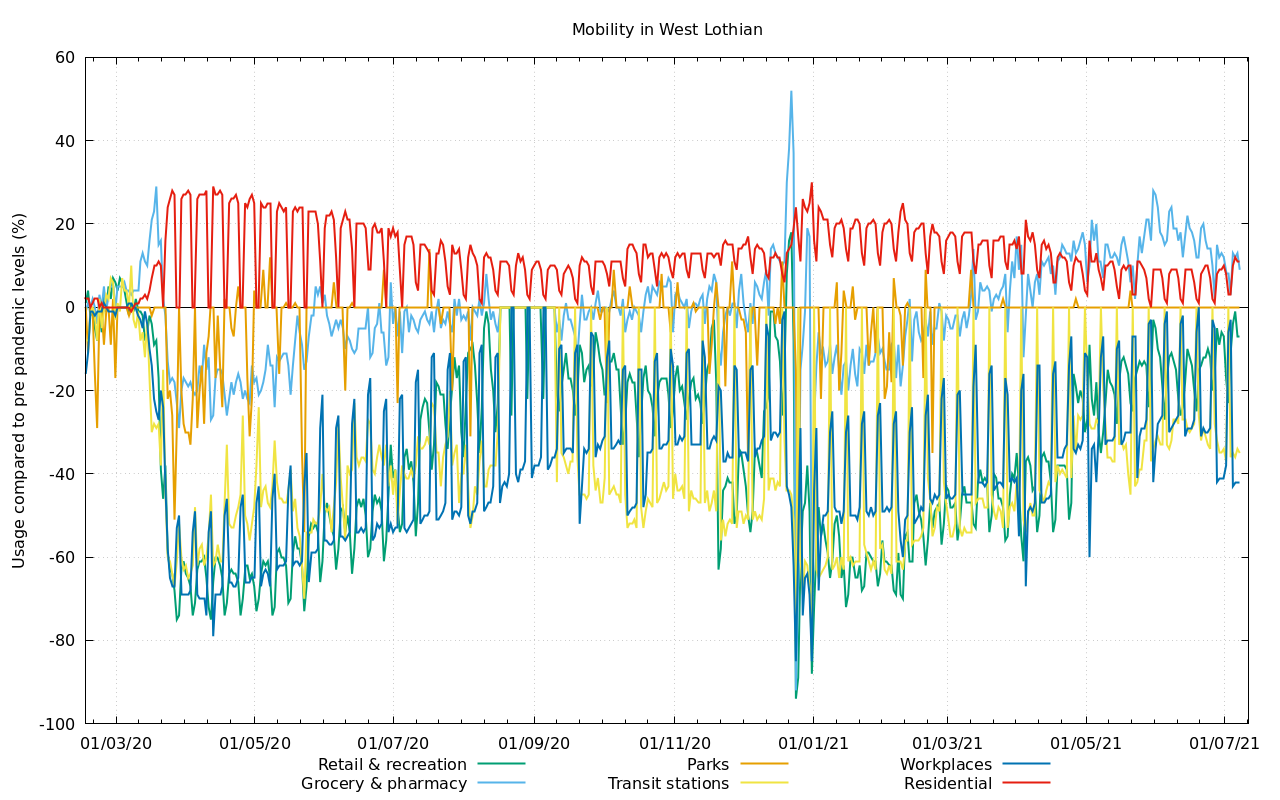 Mobility in West Lothian
Usage compared to pre pandemic levels (%)
60
40
20
0
-20
-40
-60
-80
-100
01/03/20 01/05/20 01/07/20 01/09/20 01/11/20 01/01/21 01/03/21 01/05/21 01/07/21
Retail & recreation Parks Workplaces
Grocery & pharmacy Transit stations Residential